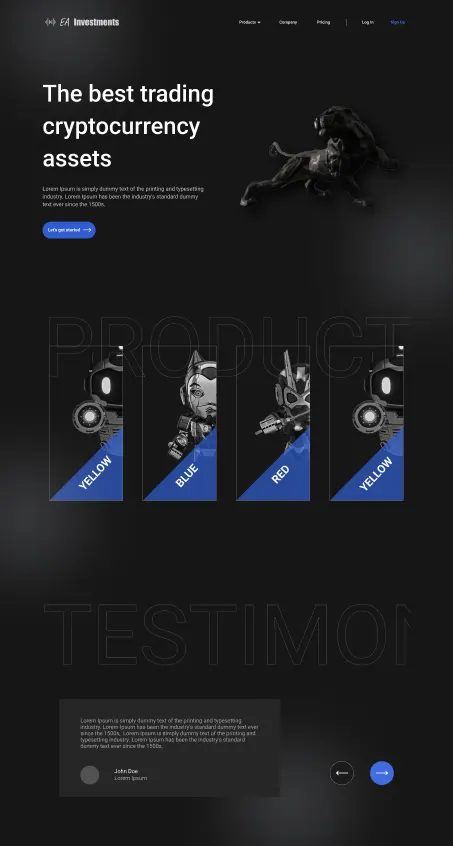 EA Investments
Products Company Pricing Log in Sign Up
The best trading
cryptocurrency
assets
Lorem Ipsum is simply dummy text of the printing and typesetting
industry. Lorem Ipsum has been the industry's standard dummy
text ever since the 1500s.
Let's get started
PRODUCT
YELLOW
BLUE
RED
YELLOW
TESTIMON
Lorem Ipsum is simply dummy text of the printing and typesetting
industry. Lorem Ipsum has been the industry's standard dummy text ever
since the 1500s, Lorem Ipsum is simply dummy text of the printing and
typesetting industry. Lorem Ipsum has been the industry's standard
dummy text ever since the 1500s.
John Doe
Lorem Ipsum